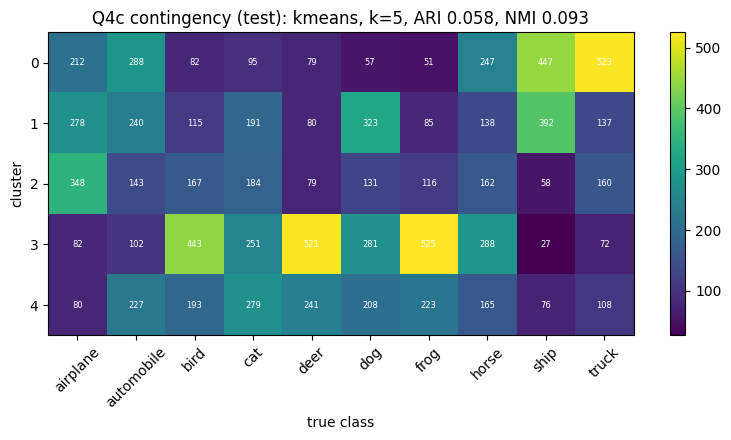 Q4c contingency (test): kmeans, k=5, ARI 0.058, NMI 0.093
0 212 288 82 95 79 57 51 247 447 523
1 278 240 115 191 80 323 85 138 392 137
2 348 143 167 184 79 131 116 162 58 160
3 82 102 443 251 521 281 525 288 27 72
4 80 227 193 279 241 208 223 165 76 108
cluster
airplane automobile bird cat deer dog frog horse ship truck
true class
500
400
300
200
100